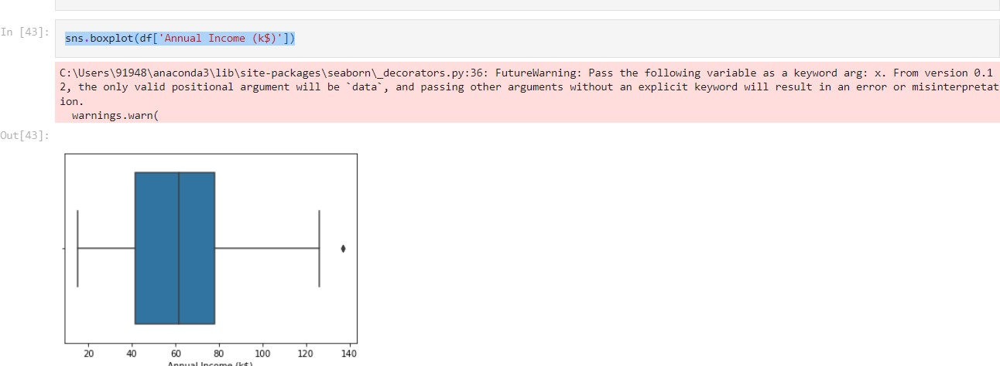 In [43]:
sns.boxplot(df['Annual Income (k$)'])
C:\Users\91948\anaconda3\lib\site-packages\seaborn\_decorators.py:36: FutureWarning: Pass the following variable as a keyword arg: x. From version 0.1
2, the only valid positional argument will be `data`, and passing other arguments without an explicit keyword will result in an error or misinterpretat
ion.
  warnings.warn(
Out[43]:
20 40 60 80 100 120 140
Annual Income (k$)